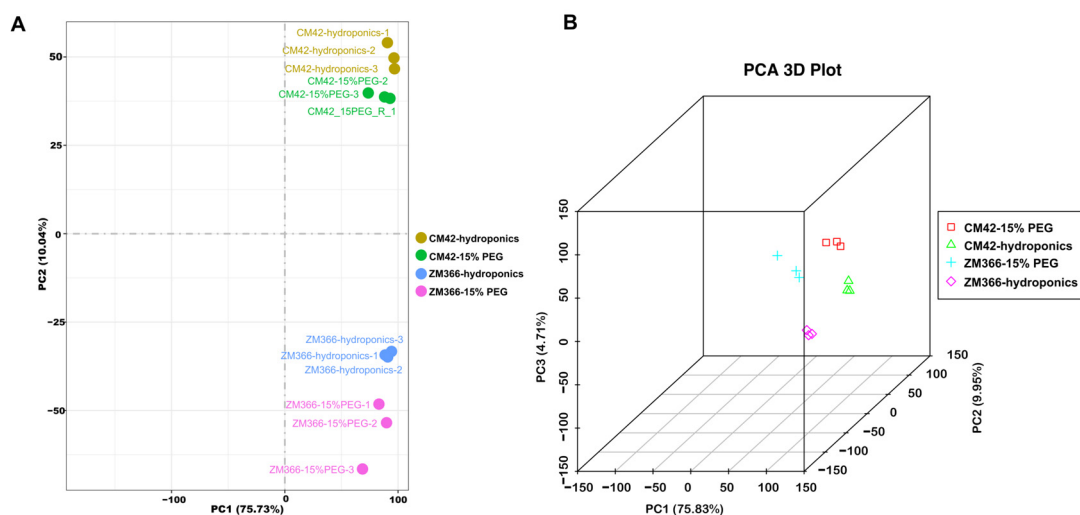 A
CM42-hydroponics-1
CM42-hydroponics-2
CM42-hydroponics-3
CM42-15%PEG-2
CM42-15%PEG-3
CM42_15PEG_R_1
ZM366-hydroponics-3
ZM366-hydroponics-1
ZM366-hydroponics-2
ZM366-15%PEG-1
ZM366-15%PEG-2
ZM366-15%PEG-3
50
25
0
−25
−50
PC2 (10.04%)
−100
0
100
PC1 (75.73%)
CM42-hydroponics
CM42-15% PEG
ZM366-hydroponics
ZM366-15% PEG
B
PCA 3D Plot
150
100
50
0
−50
−100
−150
PC3 (4.71%)
−150
−100
−50
0
50
100
150
PC1 (75.83%)
−150
−100
−50
0
50
100
150
PC2 (9.95%)
CM42-15% PEG
CM42-hydroponics
ZM366-15% PEG
ZM366-hydroponics